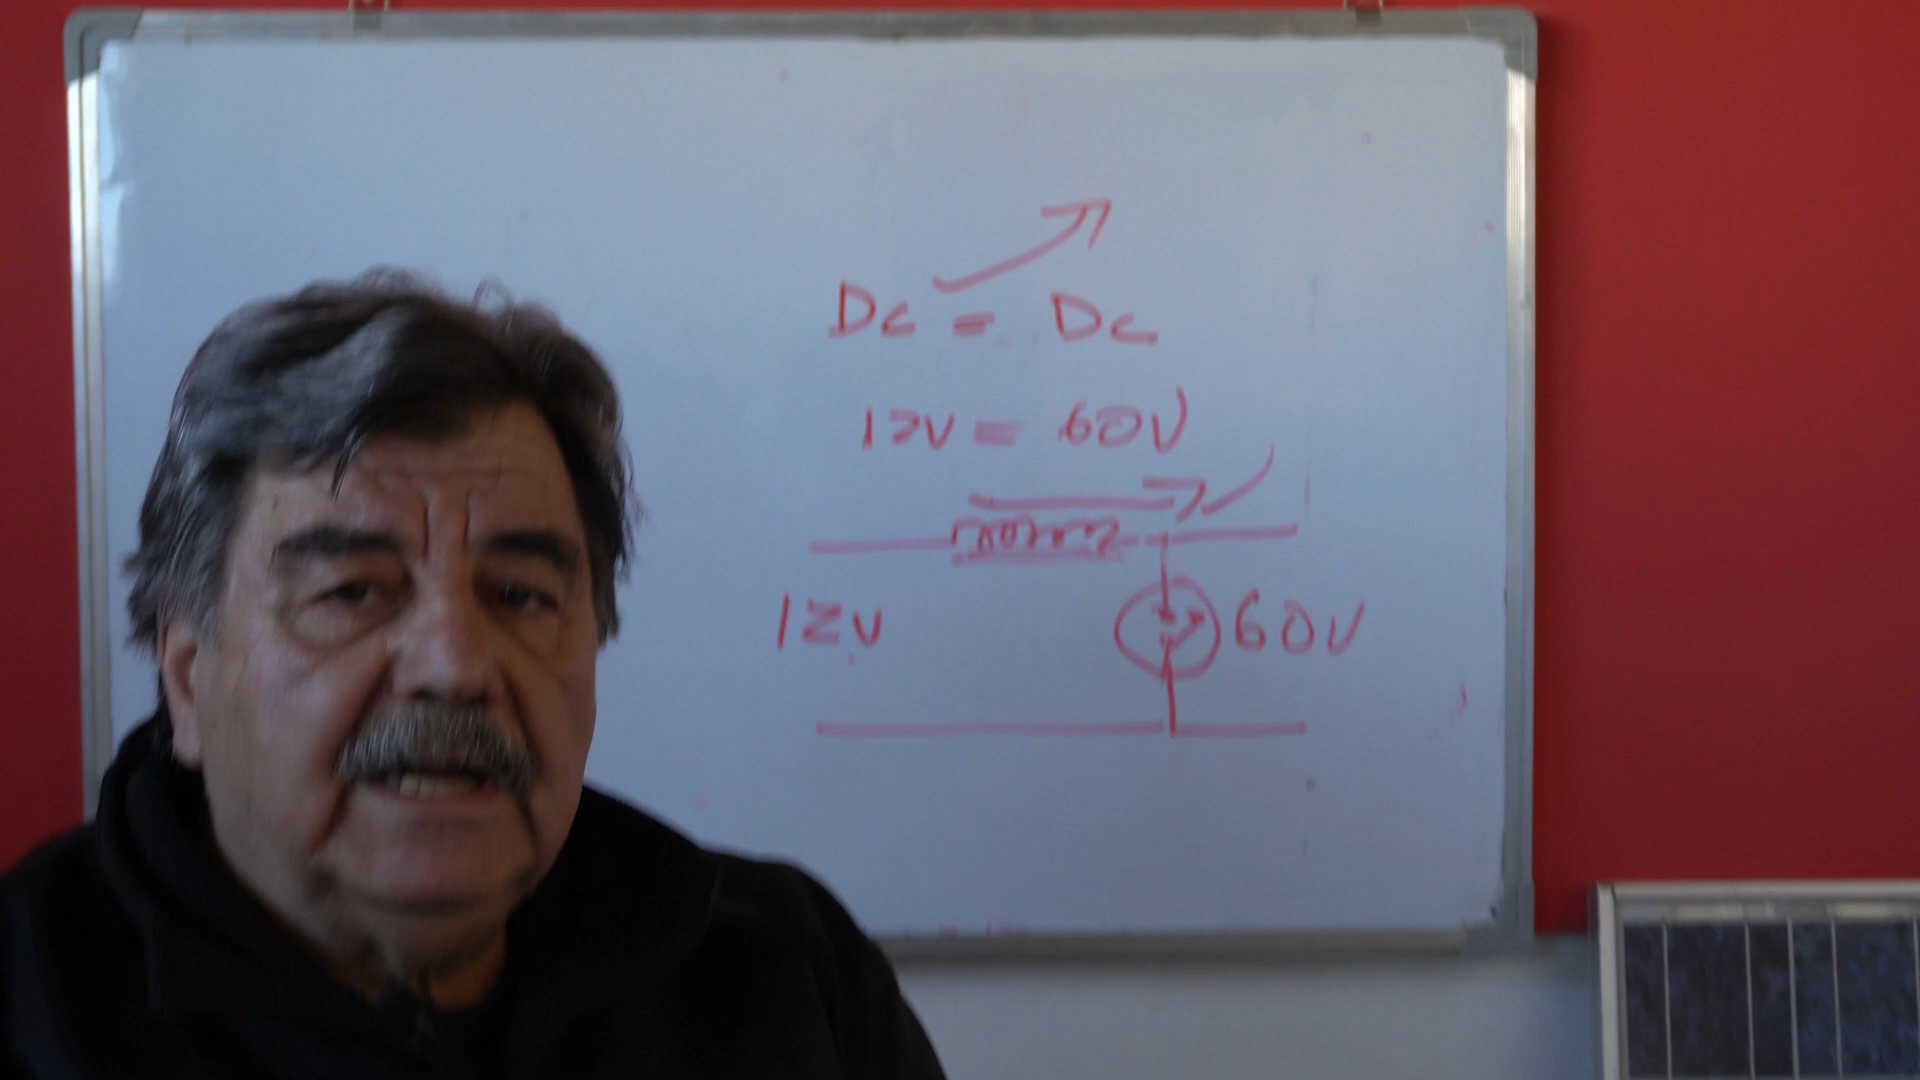 Dc = Dc
12v = 60V
12v 60V